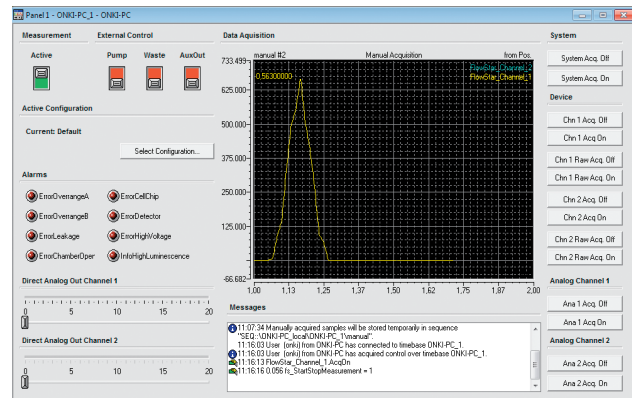 Panel 1 - ONKI-PC_1 - ONKI-PC
Measurement
External Control
Active
Pump
Waste
AuxOut
Active Configuration
Current: Default
Select Configuration...
Alarms
ErrorOverrangeA
ErrorCellChip
ErrorOverrangeB
ErrorDetector
ErrorLeakage
ErrorHighVoltage
ErrorChamberOper
InfoHighLuminescence
Direct Analog Out Channel 1
0 5 10 15 20
Direct Analog Out Channel 2
0 5 10 15 20
Data Aquisition
manual #2
Manual Acquisition
from Pos.
FlowStar_Channel_2
FlowStar_Channel_1
-0,56300000
733.499
625.000
500.000
375.000
250.000
125.000
-66.682
1,00 1,13 1,25 1,37 1,50 1,62 1,75 1,87 2,00
Messages
11:07:34 Manually acquired samples will be stored temporarily in sequence
"SEQ::\ONKI-PC_local\ONKI-PC_1\manual".
11:16:03 User (onki) from ONKI-PC has connected to timebase ONKI-PC_1.
11:16:03 User (onki) from ONKI-PC has acquired control over timebase ONKI-PC_1.
11:16:13 FlowStar_Channel_1.AcqOn
11:16:16 0.056 fs_StartStopMeasurement = 1
System
System Acq. Off
System Acq. On
Device
Chn 1 Acq. Off
Chn 1 Acq On
Chn 1 Raw Acq. Off
Chn 1 Raw Acq. On
Chn 2 Acq. Off
Chn 2 Acq On
Chn 2 Raw Acq. Off
Chn 2 Raw Acq. On
Analog Channel 1
Ana 1 Acq. Off
Ana 1 Acq On
Analog Channel 2
Ana 2 Acq. Off
Ana 2 Acq On